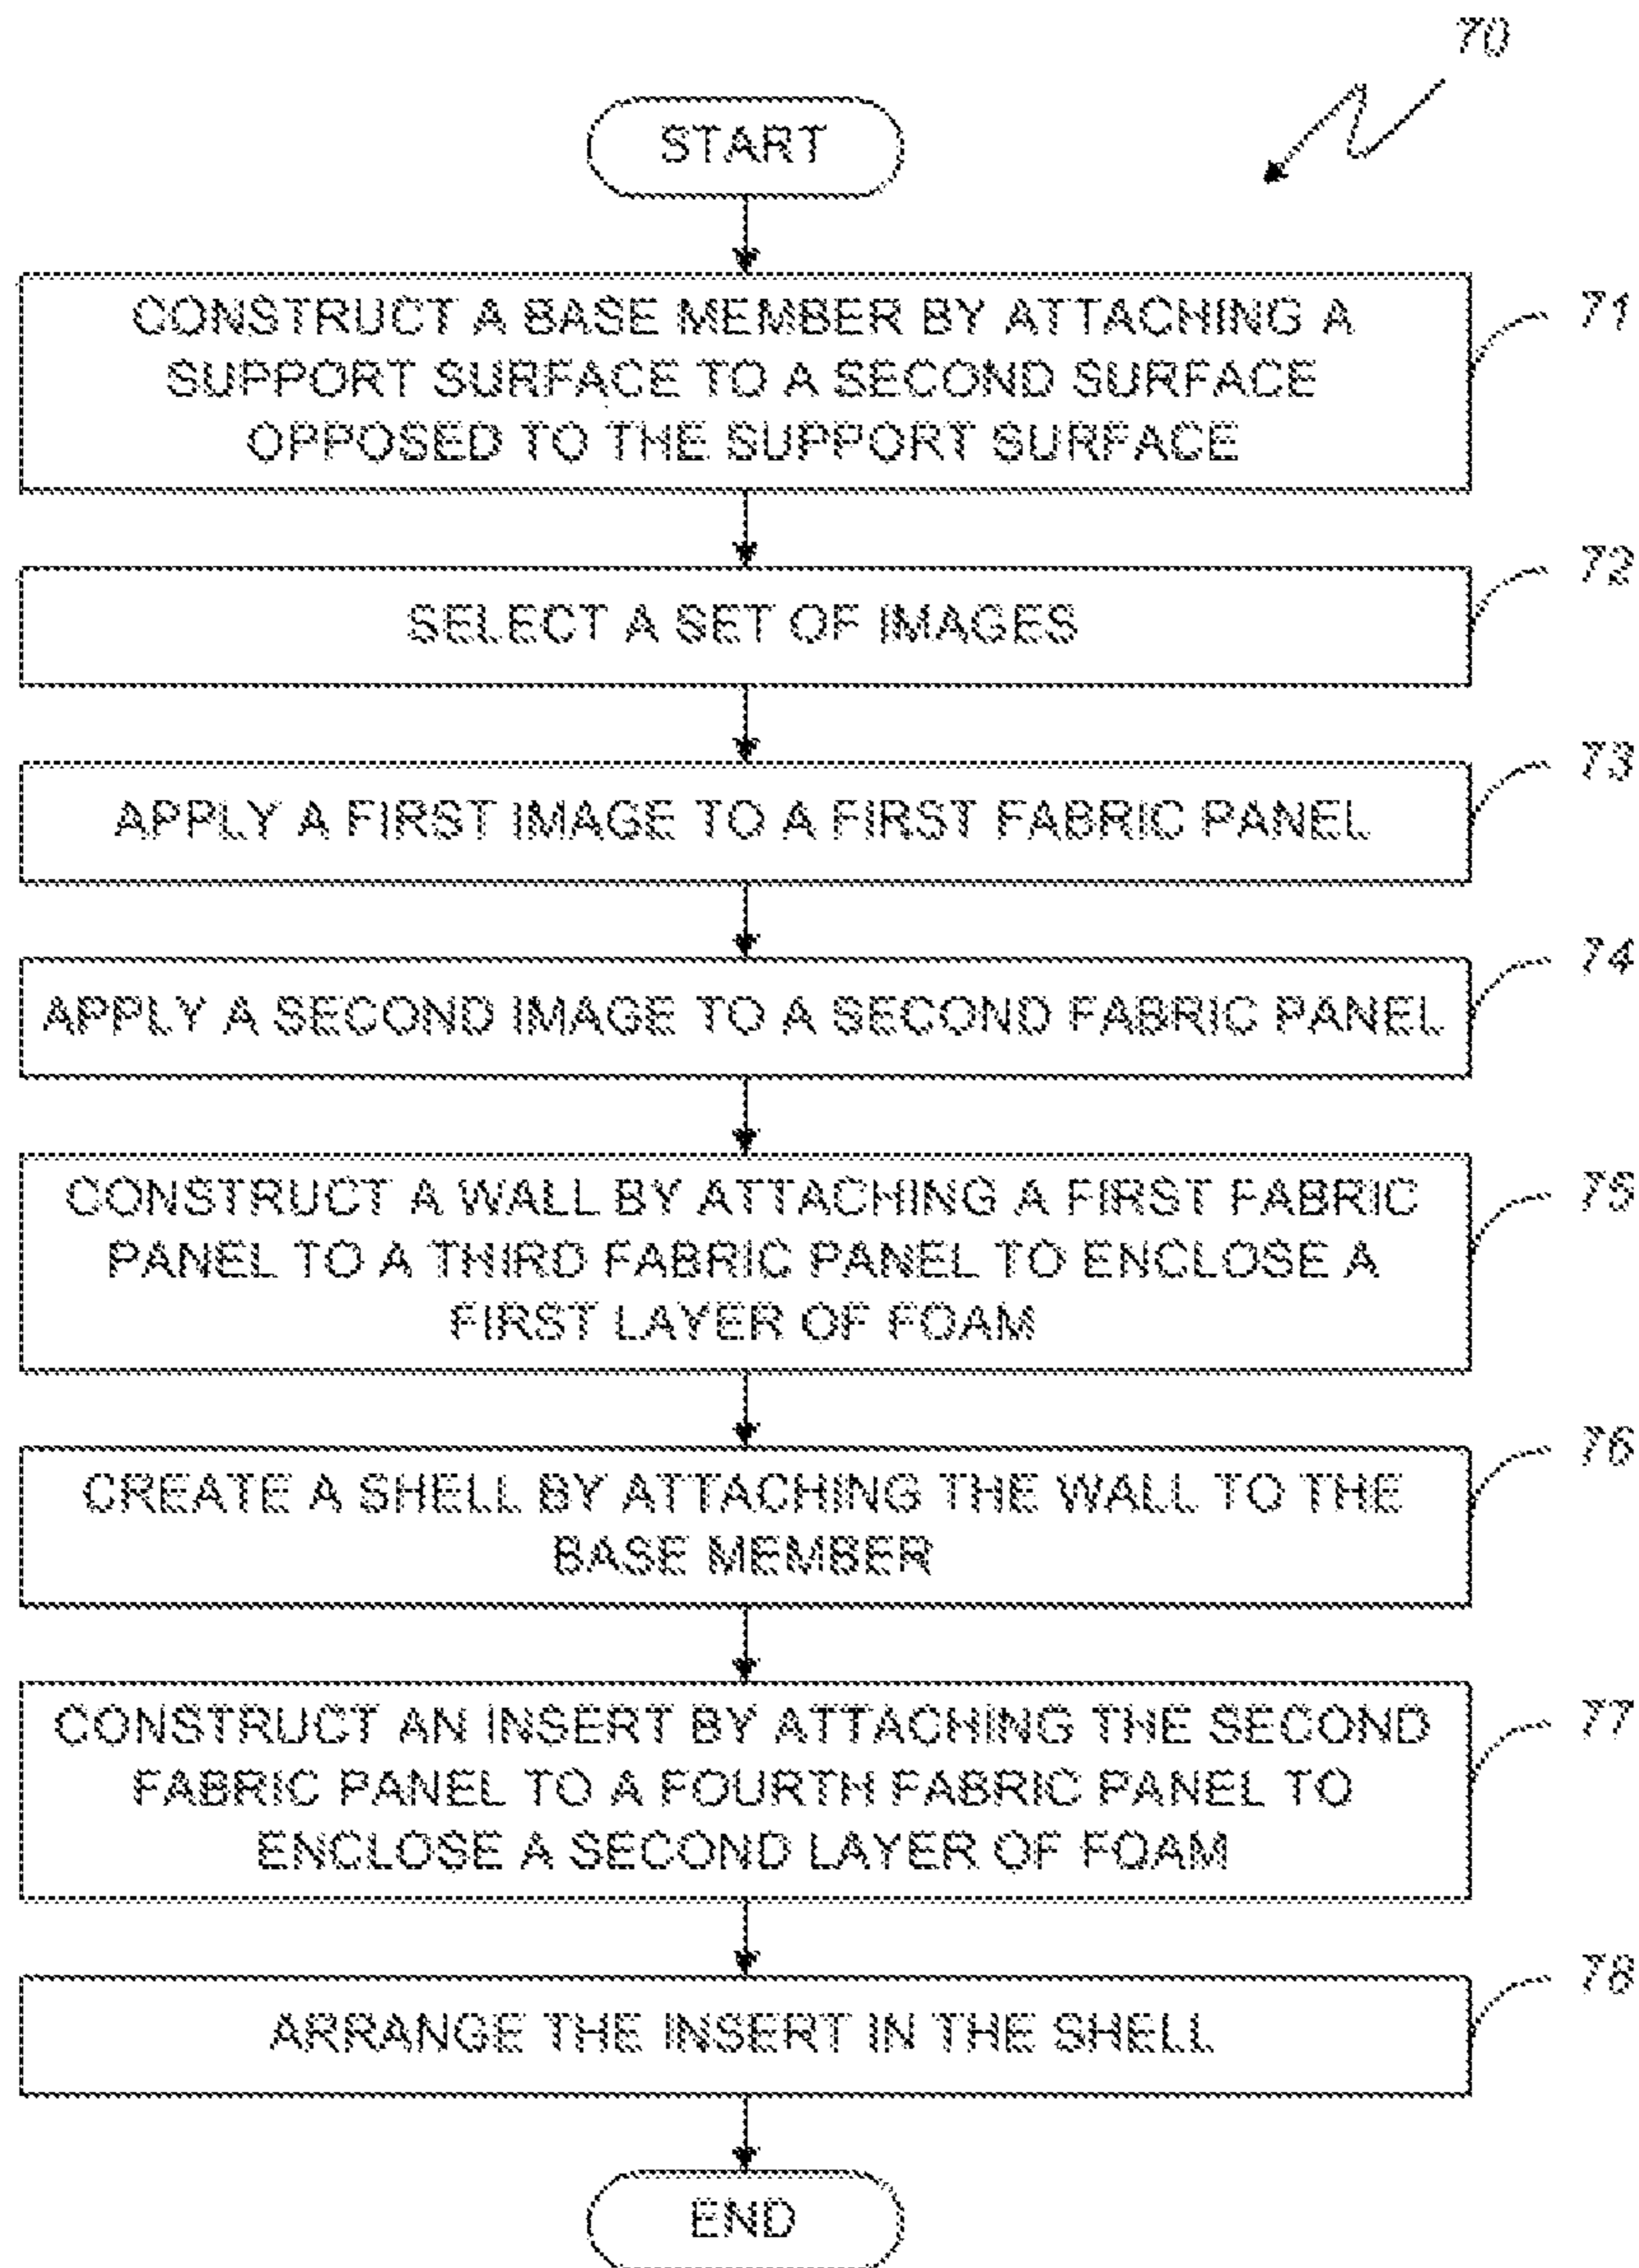 70
START
CONSTRUCT A BASE MEMBER BY ATTACHING A
SUPPORT SURFACE TO A SECOND SURFACE
OPPOSED TO THE SUPPORT SURFACE
71
SELECT A SET OF IMAGES
72
APPLY A FIRST IMAGE TO A FIRST FABRIC PANEL
73
APPLY A SECOND IMAGE TO A SECOND FABRIC PANEL
74
CONSTRUCT A WALL BY ATTACHING A FIRST FABRIC
PANEL TO A THIRD FABRIC PANEL TO ENCLOSE A
FIRST LAYER OF FOAM
75
CREATE A SHELL BY ATTACHING THE WALL TO THE
BASE MEMBER
76
CONSTRUCT AN INSERT BY ATTACHING THE SECOND
FABRIC PANEL TO A FOURTH FABRIC PANEL TO
ENCLOSE A SECOND LAYER OF FOAM
77
ARRANGE THE INSERT IN THE SHELL
78
END